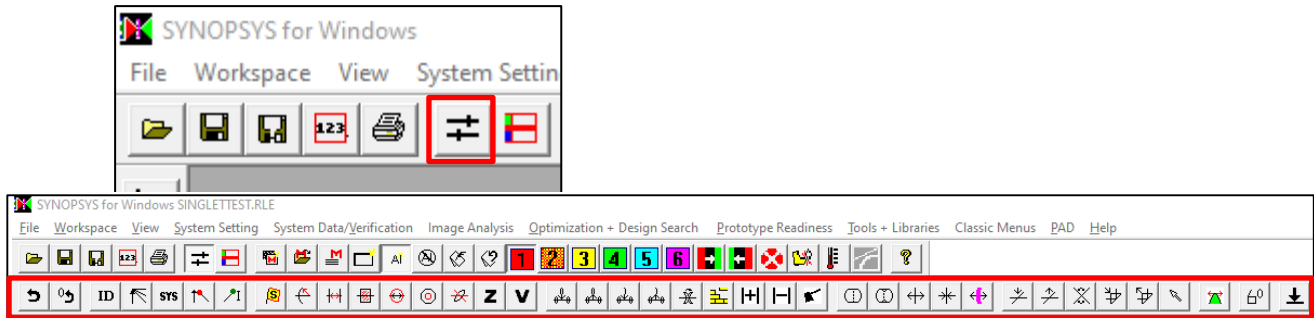 SYNOPSYS for Windows
File Workspace View System Settin
123
SYNOPSYS for Windows SINGLETTEST.RLE
File Workspace View System Setting System Data/Verification Image Analysis Optimization + Design Search Prototype Readiness Tools + Libraries Classic Menus PAD Help
123 AI 1 2 3 4 5 6 ?
ID SYS S Z V